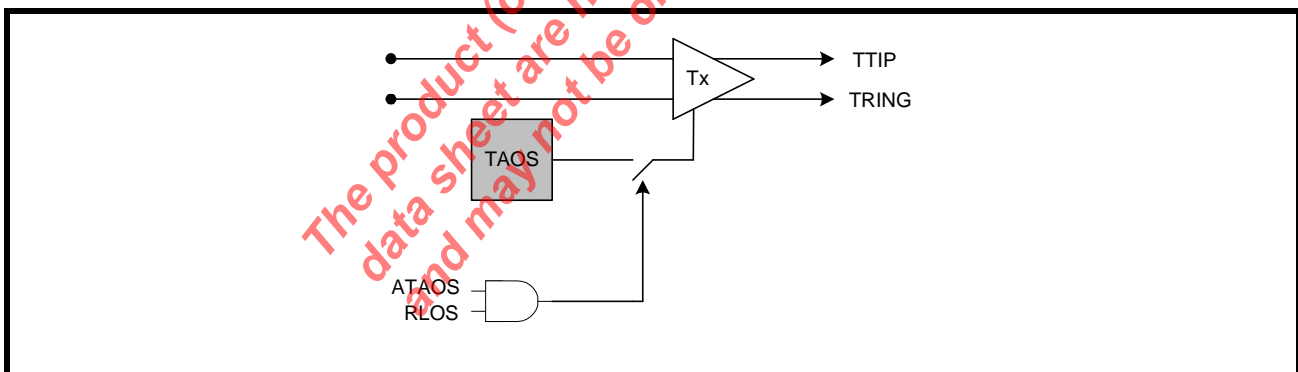 TTIP
Tx
TRING
TAOS
ATAOS
RLOS
The product (o
data sheet are n
and may not be o